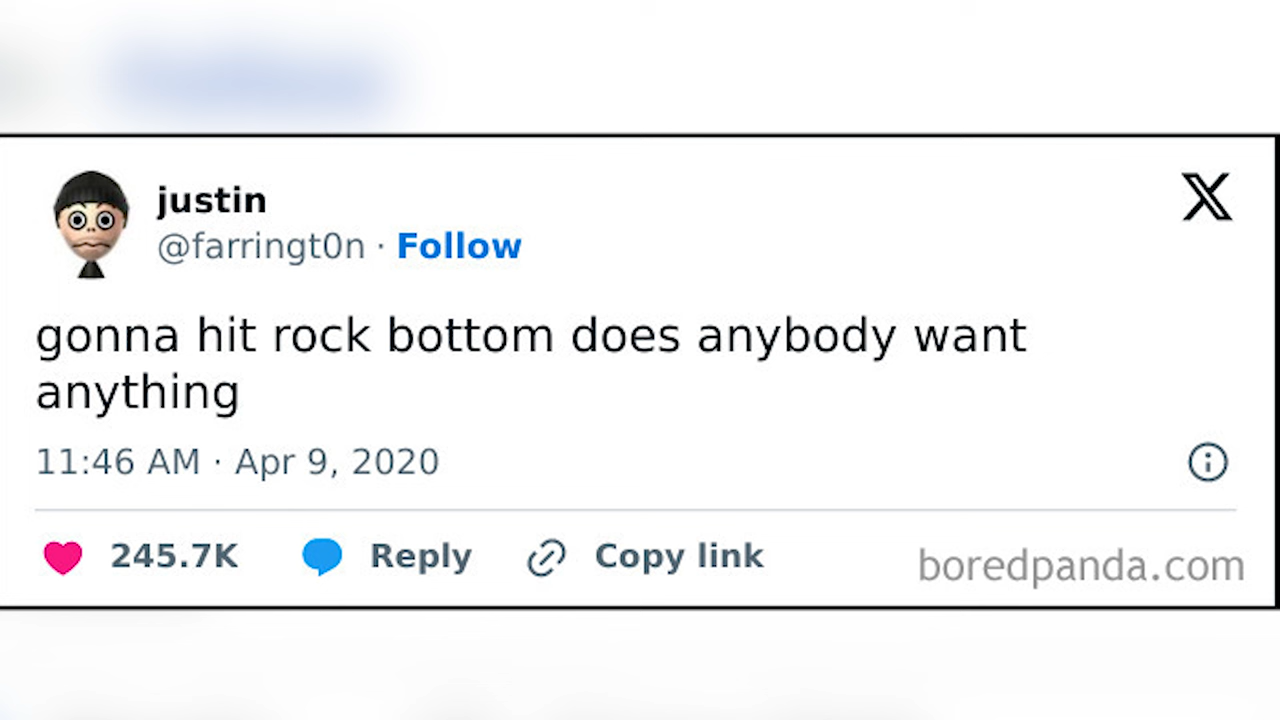 justin
@farringt0n · Follow
gonna hit rock bottom does anybody want
anything
11:46 AM · Apr 9, 2020
245.7K Reply Copy link
boredpanda.com